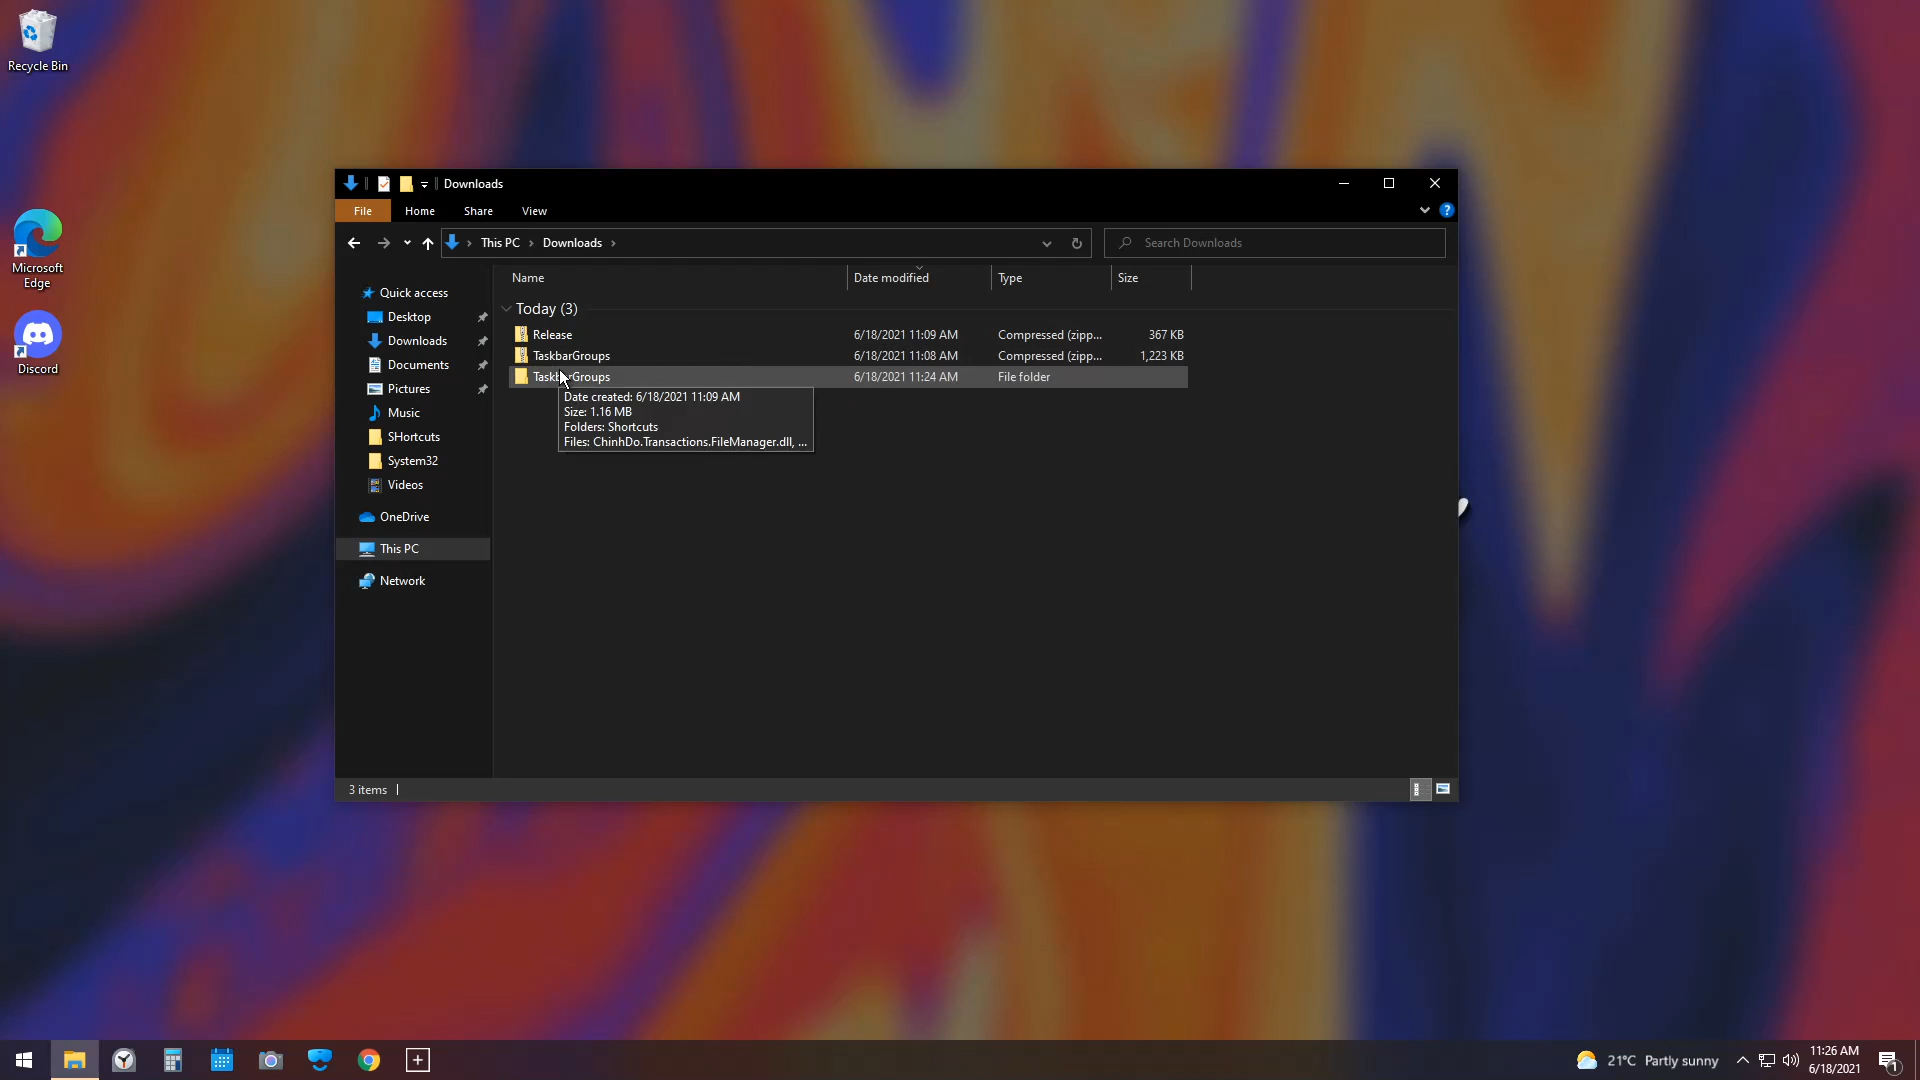 Recycle Bin
Microsoft
Edge
Discord
Downloads
File Home Share View
This PC Downloads
Search Downloads
Name Date modified Type Size
Today (3)
Release 6/18/2021 11:09 AM Compressed (zipp... 367 KB
TaskbarGroups 6/18/2021 11:08 AM Compressed (zipp... 1,223 KB
TaskbarGroups 6/18/2021 11:24 AM File folder
Date created: 6/18/2021 11:09 AM
Size: 1.16 MB
Folders: Shortcuts
Files: ChinhDo.Transactions.FileManager.dll, ...
Quick access
Desktop
Downloads
Documents
Pictures
Music
SHortcuts
System32
Videos
OneDrive
This PC
Network
3 items
21°C Partly sunny
11:26 AM
6/18/2021
1